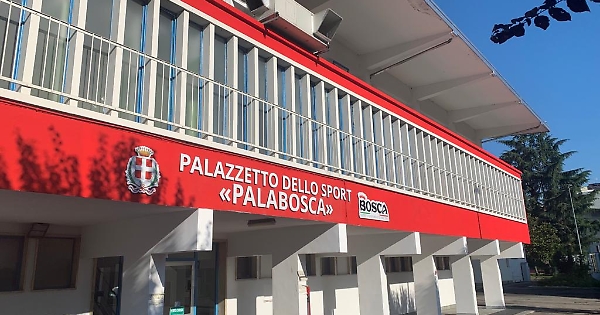 PALAZZETTO DELLO SPORT
«PALABOSCA»
BOSCA